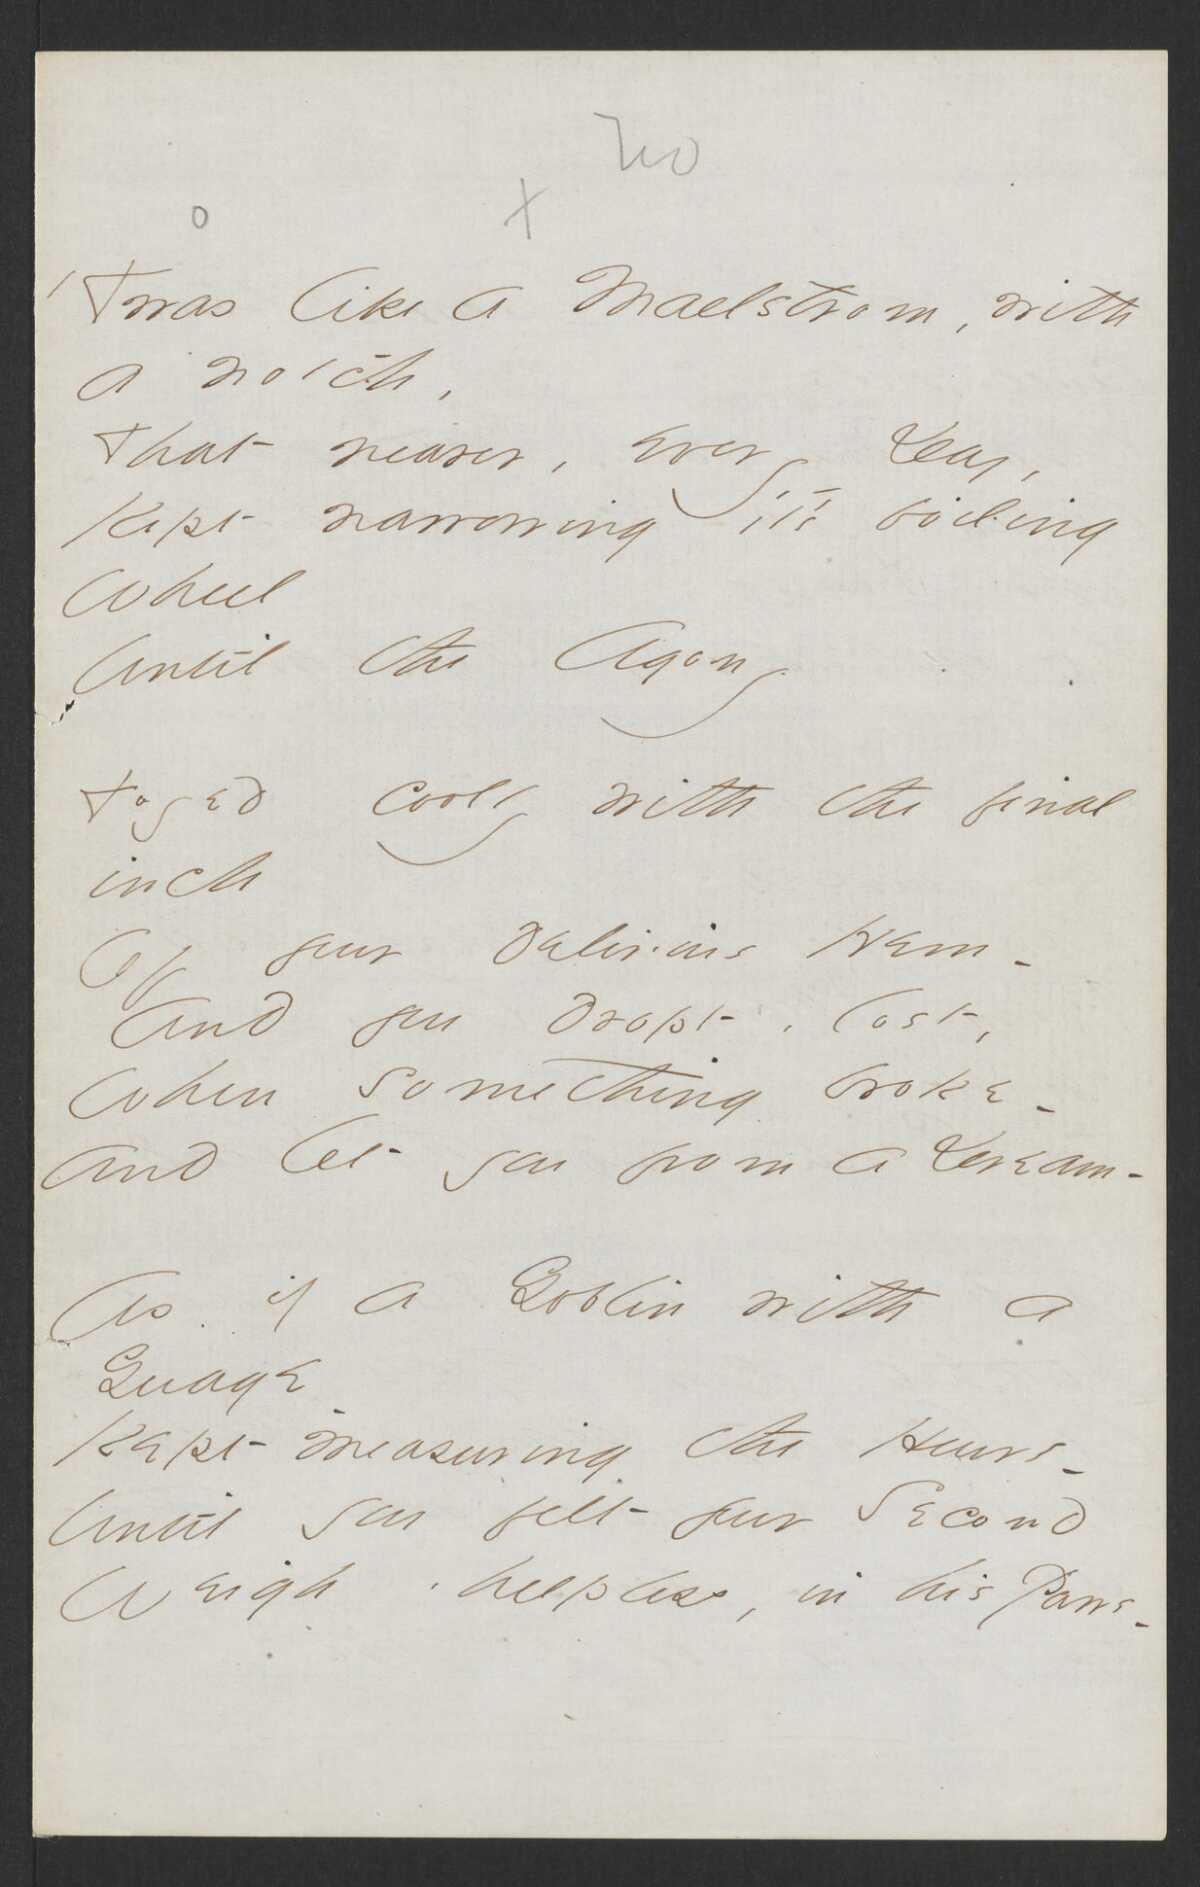 No
o x
'Twas like a Maelstrom, with
a notch,
That nearer, every Day,
Kept narrowing it's boiling
Wheel
Until the Agony
Toyed coolly with the final
inch
Of your delirious Hem -
And you dropt, lost,
When something broke -
And let you from a Dream -
As if a Goblin with a
Guage
Kept measuring the Hours -
Until you felt your Second
Weigh, helpless, in his Paws -